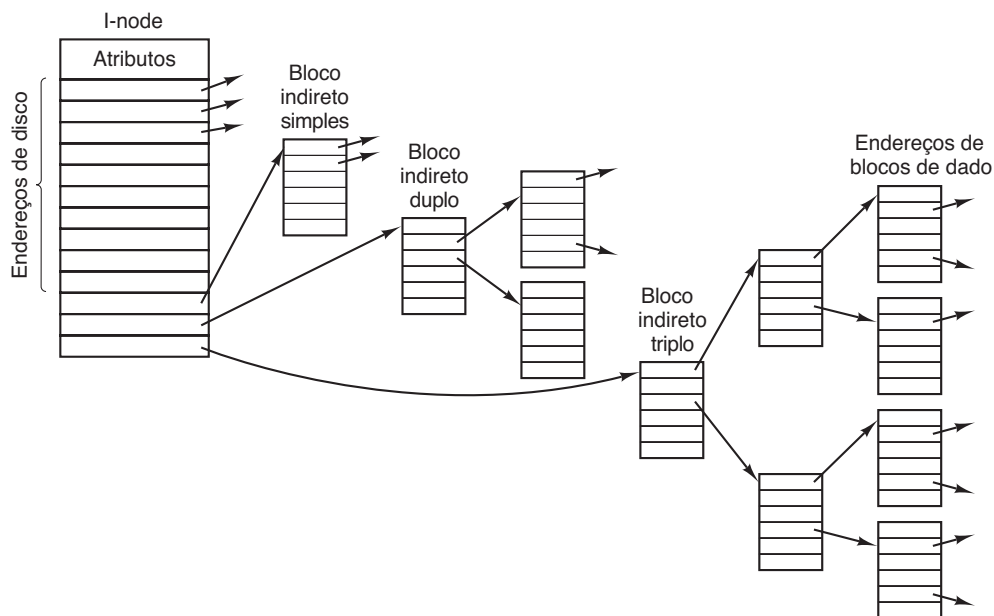 I-node
Atributos
Endereços de disco
Bloco
indireto
simples
Bloco
indireto
duplo
Bloco
indireto
triplo
Endereços de
blocos de dado